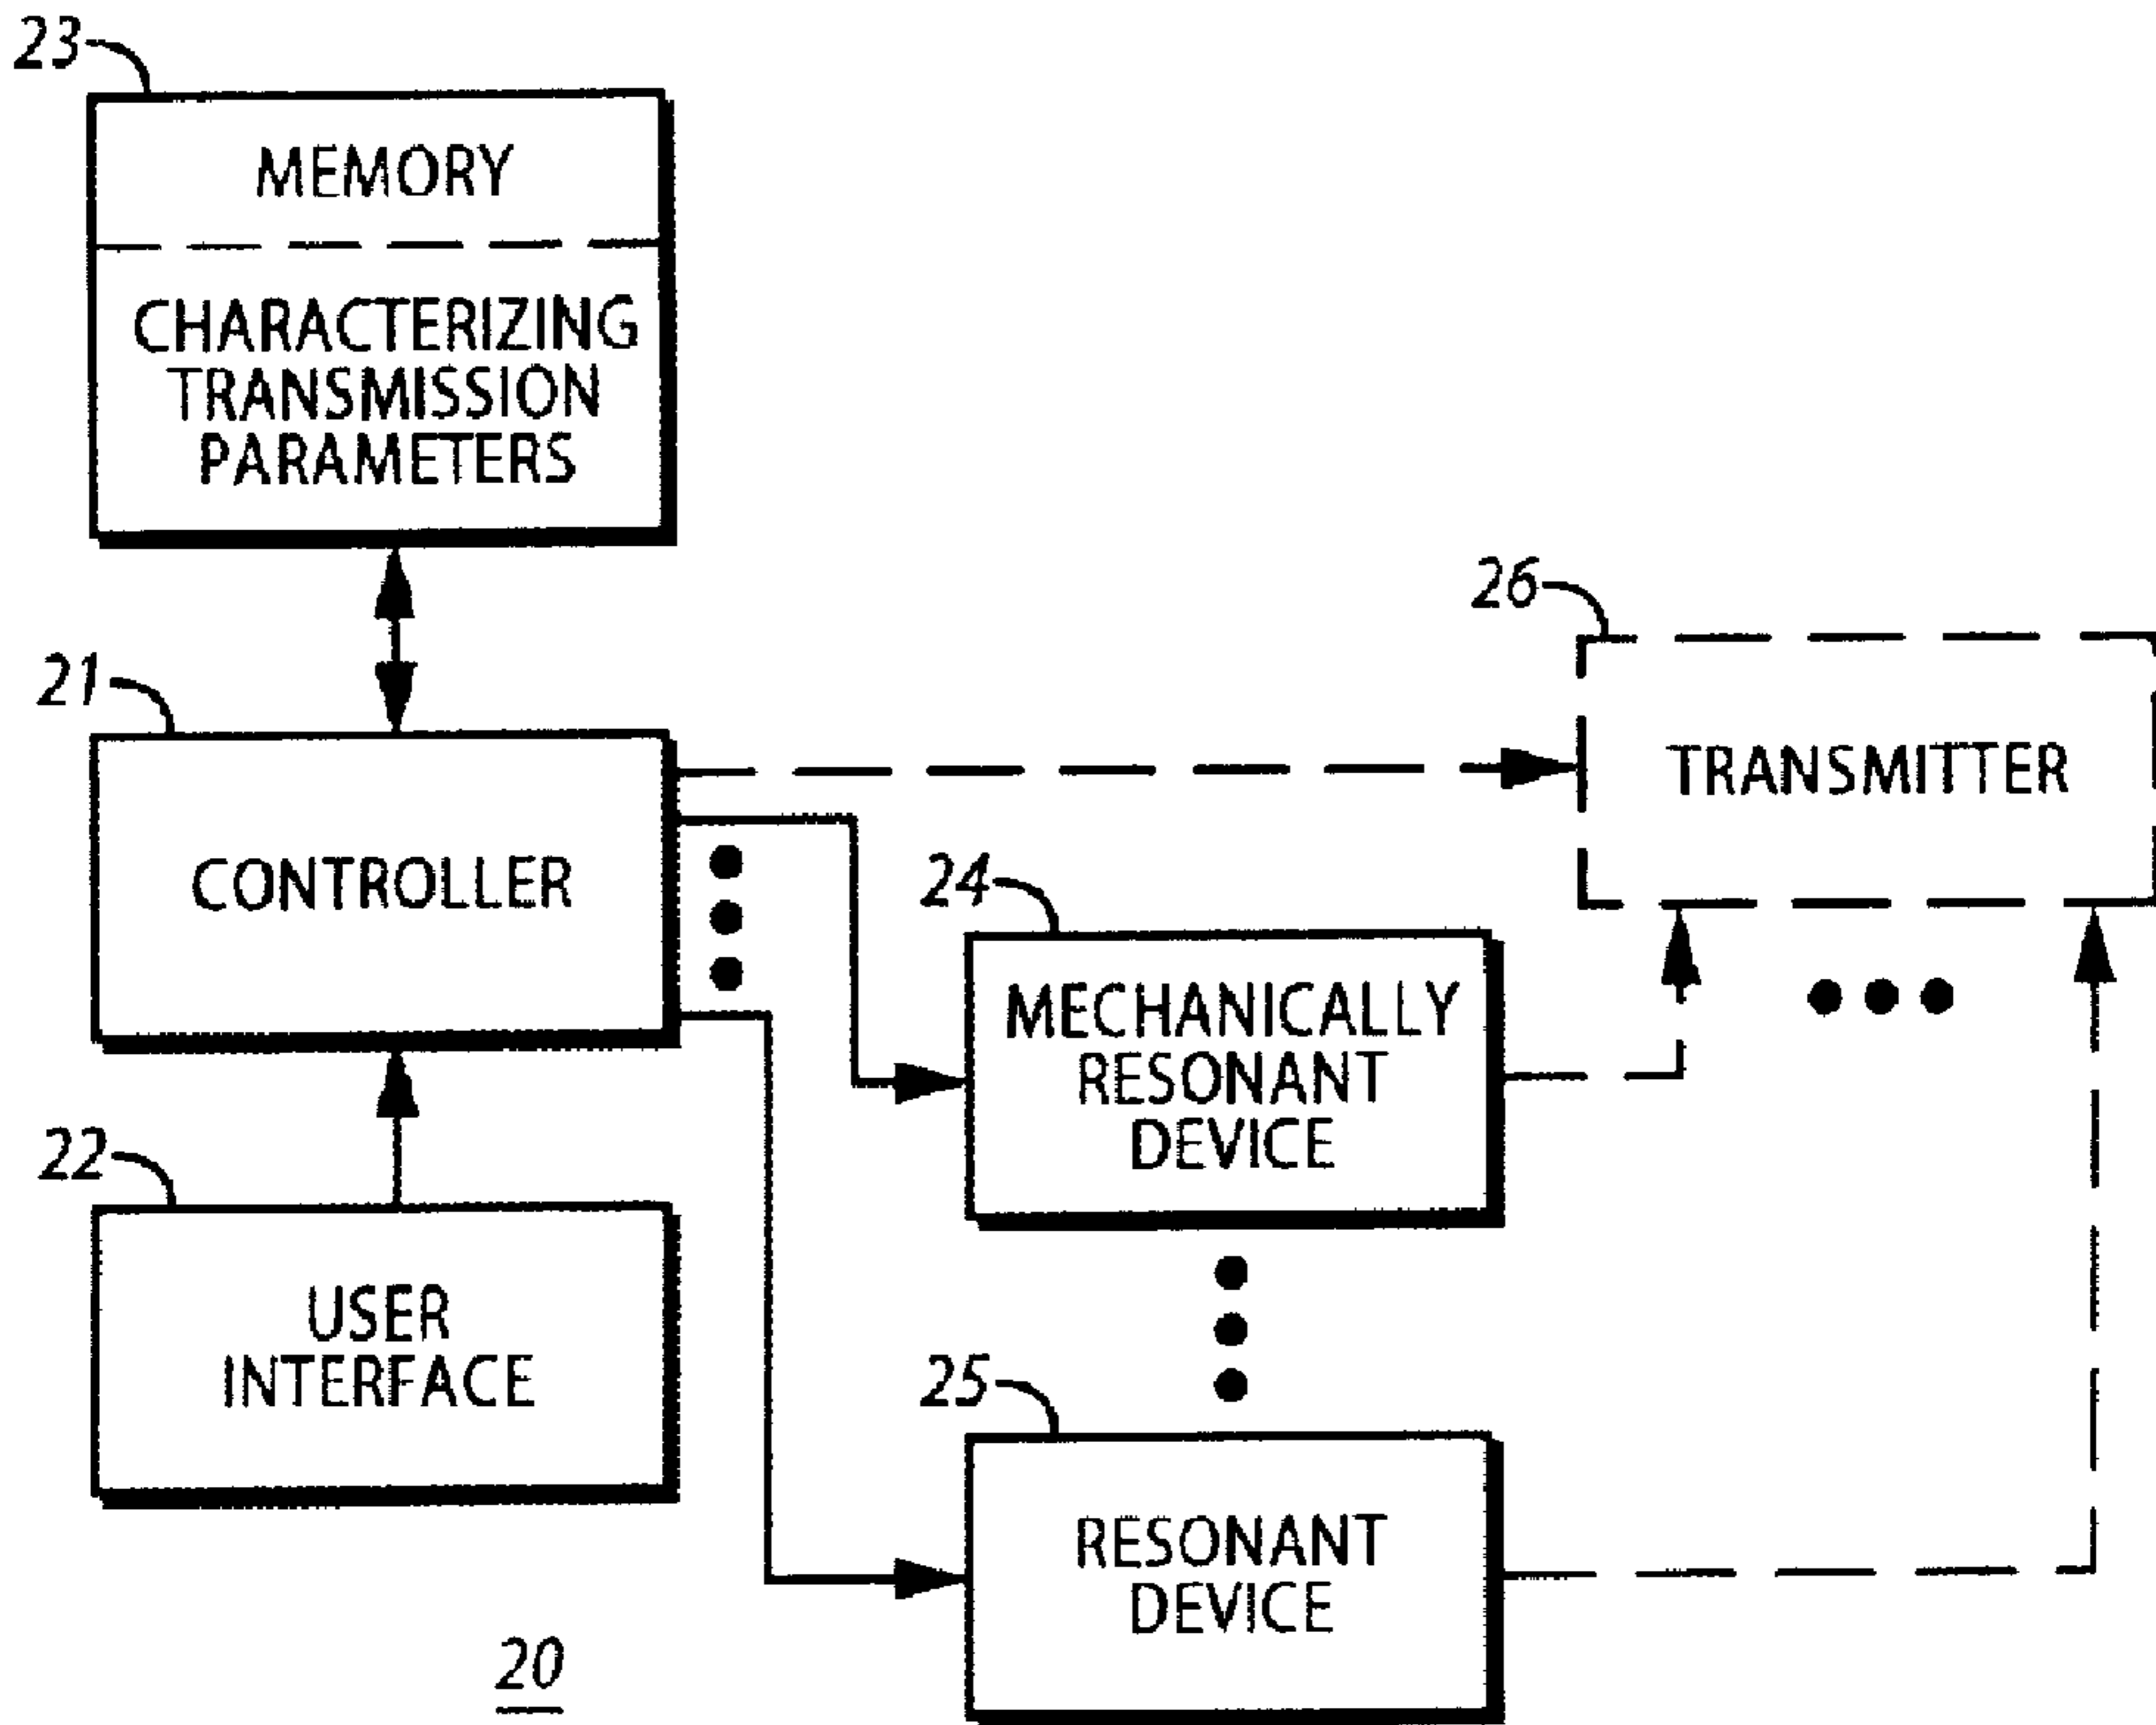 23
MEMORY
CHARACTERIZING
TRANSMISSION
PARAMETERS
26
TRANSMITTER
21
CONTROLLER
24
MECHANICALLY
RESONANT
DEVICE
22
USER
INTERFACE
25
RESONANT
DEVICE
20